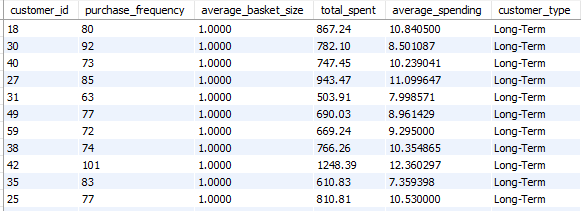 customer_id purchase_frequency average_basket_size total_spent average_spending customer_type
18 80 1.0000 867.24 10.840500 Long-Term
30 92 1.0000 782.10 8.501087 Long-Term
40 73 1.0000 747.45 10.239041 Long-Term
27 85 1.0000 943.47 11.099647 Long-Term
31 63 1.0000 503.91 7.998571 Long-Term
49 77 1.0000 690.03 8.961429 Long-Term
59 72 1.0000 669.24 9.295000 Long-Term
38 74 1.0000 766.26 10.354865 Long-Term
42 101 1.0000 1248.39 12.360297 Long-Term
35 83 1.0000 610.83 7.359398 Long-Term
25 77 1.0000 810.81 10.530000 Long-Term